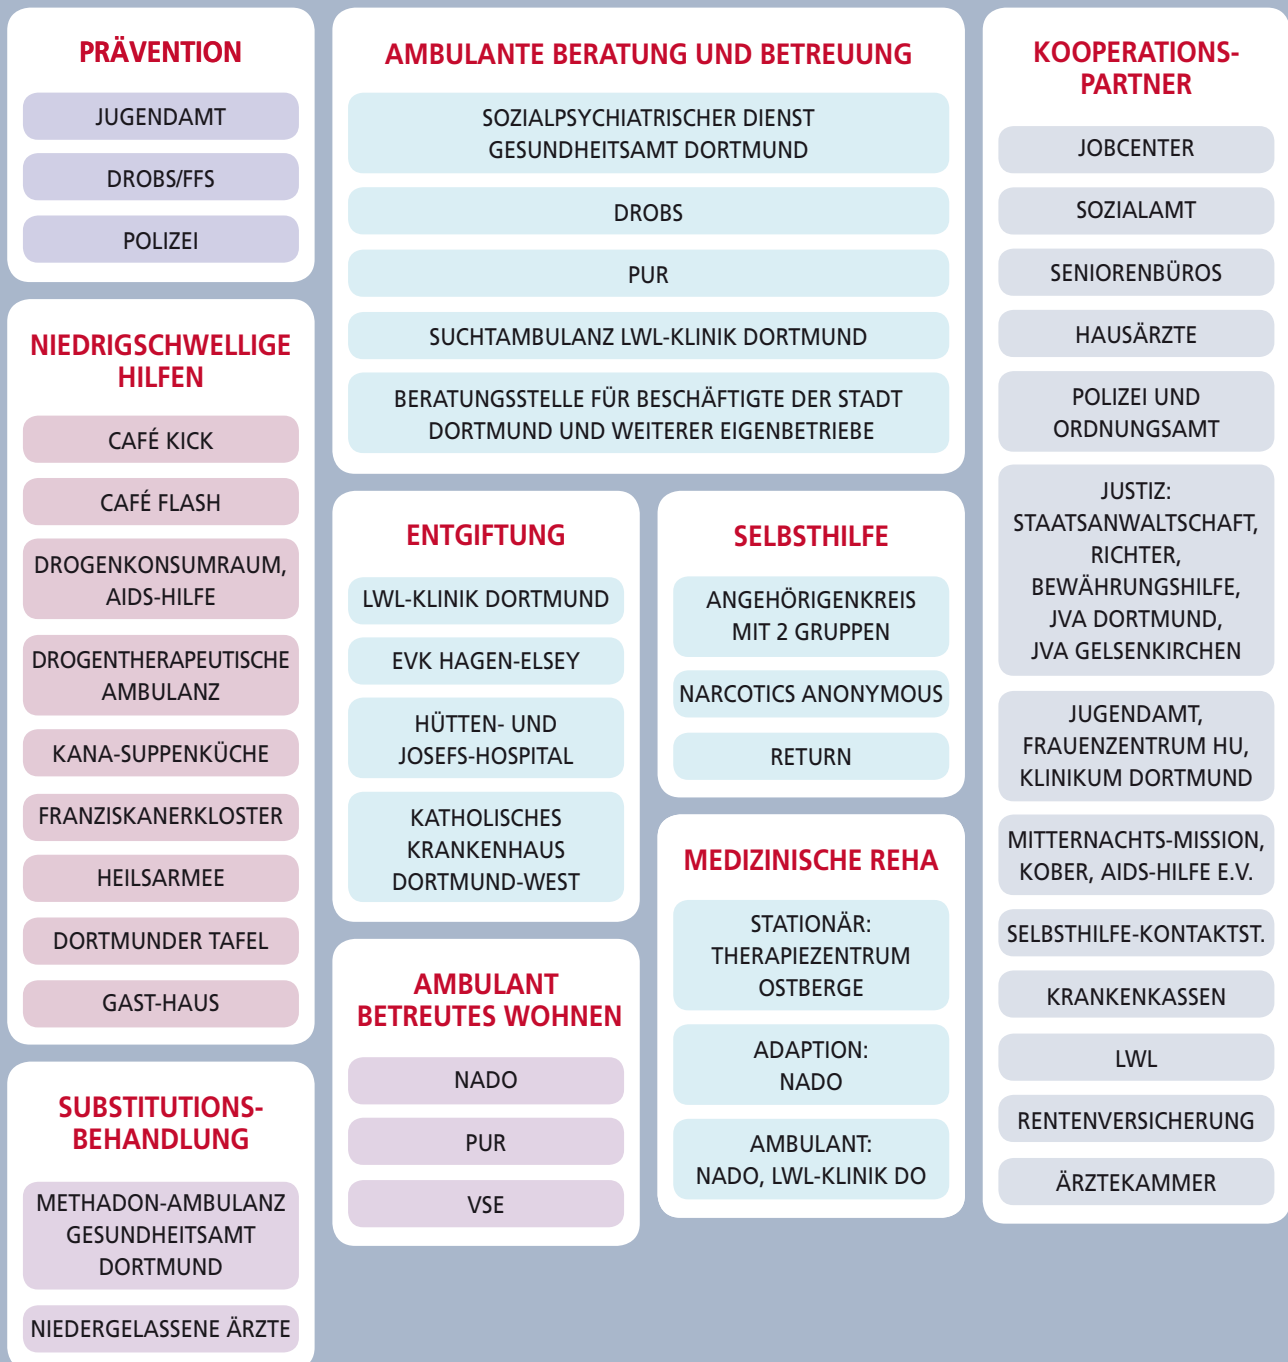 PRÄVENTION
JUGENDAMT
DROBS/FFS
POLIZEI
NIEDRIGSCHWELLIGE
HILFEN
CAFÉ KICK
CAFÉ FLASH
DROGENKONSUMRAUM,
AIDS-HILFE
DROGENTHERAPEUTISCHE
AMBULANZ
KANA-SUPPENKÜCHE
FRANZISKANERKLOSTER
HEILSARMEE
DORTMUNDER TAFEL
GAST-HAUS
SUBSTITUTIONS-
BEHANDLUNG
METHADON-AMBULANZ
GESUNDHEITSAMT
DORTMUND
NIEDERGELASSENE ÄRZTE
AMBULANTE BERATUNG UND BETREUUNG
SOZIALPSYCHIATRISCHER DIENST
GESUNDHEITSAMT DORTMUND
DROBS
PUR
SUCHTAMBULANZ LWL-KLINIK DORTMUND
BERATUNGSSTELLE FÜR BESCHÄFTIGTE DER STADT
DORTMUND UND WEITERER EIGENBETRIEBE
ENTGIFTUNG
LWL-KLINIK DORTMUND
EVK HAGEN-ELSEY
HÜTTEN- UND
JOSEFS-HOSPITAL
KATHOLISCHES
KRANKENHAUS
DORTMUND-WEST
AMBULANT
BETREUTES WOHNEN
NADO
PUR
VSE
SELBSTHILFE
ANGEHÖRIGENKREIS
MIT 2 GRUPPEN
NARCOTICS ANONYMOUS
RETURN
MEDIZINISCHE REHA
STATIONÄR:
THERAPIEZENTRUM
OSTBERGE
ADAPTION:
NADO
AMBULANT:
NADO, LWL-KLINIK DO
KOOPERATIONS-
PARTNER
JOBCENTER
SOZIALAMT
SENIORENBÜROS
HAUSÄRZTE
POLIZEI UND
ORDNUNGSAMT
JUSTIZ:
STAATSANWALTSCHAFT,
RICHTER,
BEWÄHRUNGSHILFE,
JVA DORTMUND,
JVA GELSENKIRCHEN
JUGENDAMT,
FRAUENZENTRUM HU,
KLINIKUM DORTMUND
MITTERNACHTS-MISSION,
KOBER, AIDS-HILFE E.V.
SELBSTHILFE-KONTAKTST.
KRANKENKASSEN
LWL
RENTENVERSICHERUNG
ÄRZTEKAMMER